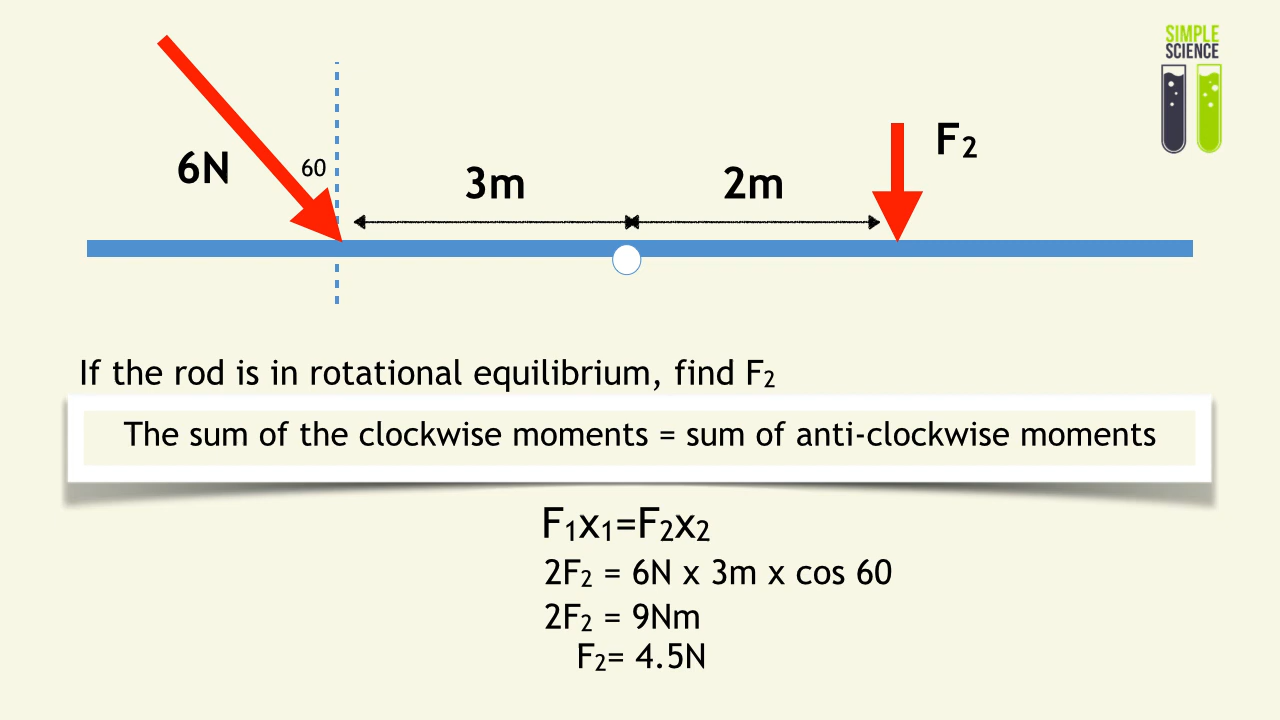 SIMPLE
SCIENCE
6N
60
3m
2m
F₂
If the rod is in rotational equilibrium, find F₂
The sum of the clockwise moments = sum of anti-clockwise moments
F₁x₁=F₂x₂
2F₂ = 6N x 3m x cos 60
2F₂ = 9Nm
F₂= 4.5N